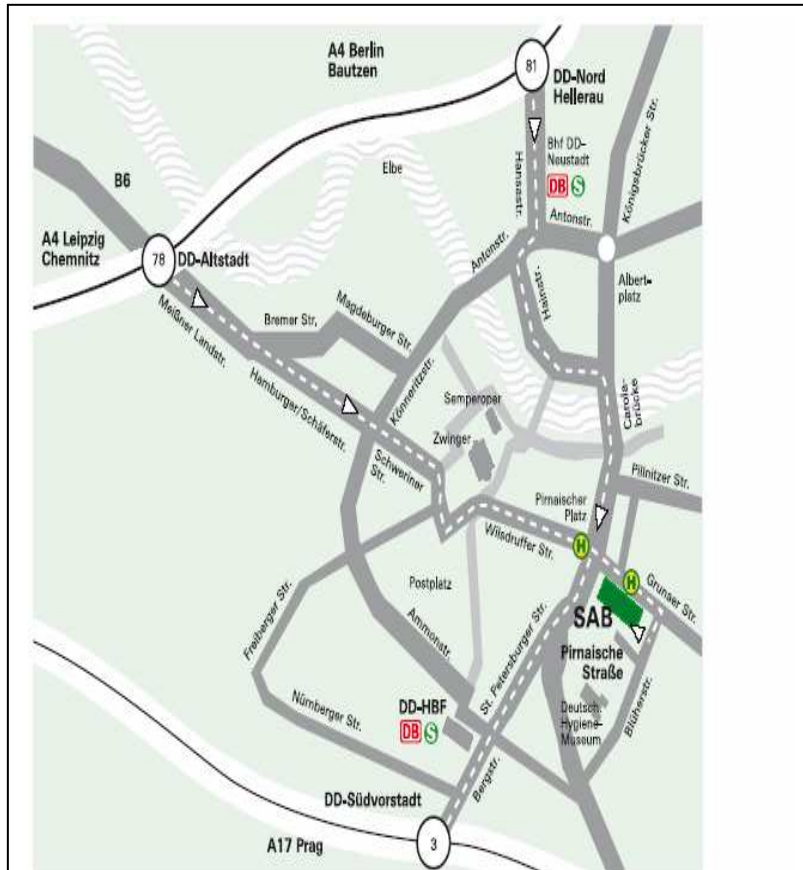 A4 Berlin
Bautzen
81
DD-Nord
Hellerau
Bhf DD-
Neustadt
DB S
Hansastr.
Königsbrücker Str.
Elbe
B6
A4 Leipzig
Chemnitz
78
DD-Altstadt
Antonstr.
Antonstr.
Albert-
platz
Hainstr.
Meißner Landstr.
Bremer Str,
Magdeburger Str.
Hamburger/Schäferstr.
Könneritzstr.
Semperoper
Zwinger
Carola-
brücke
Schweriner
Str.
Pillnitzer Str.
Pirnaischer
Platz
Wilsdruffer Str.
H
H
Grunser Str.
Postplatz
SAB
Freiberger Str.
Ammonstr.
St. Petersburger Str.
Pirnaische
Straße
Nürnberger Str.
DD-HBF
DB S
Deutsch.
Hygiene-
Museum
Blüherstr.
Bergstr.
DD-Südvorstadt
3
A17 Prag